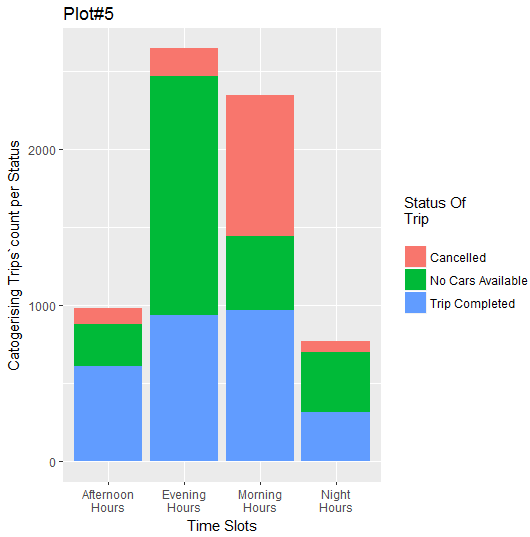 Plot#5
Catogerising Trips`count per Status
2000
1000
0
Afternoon
Hours
Evening
Hours
Morning
Hours
Night
Hours
Time Slots
Status Of
Trip
Cancelled
No Cars Available
Trip Completed